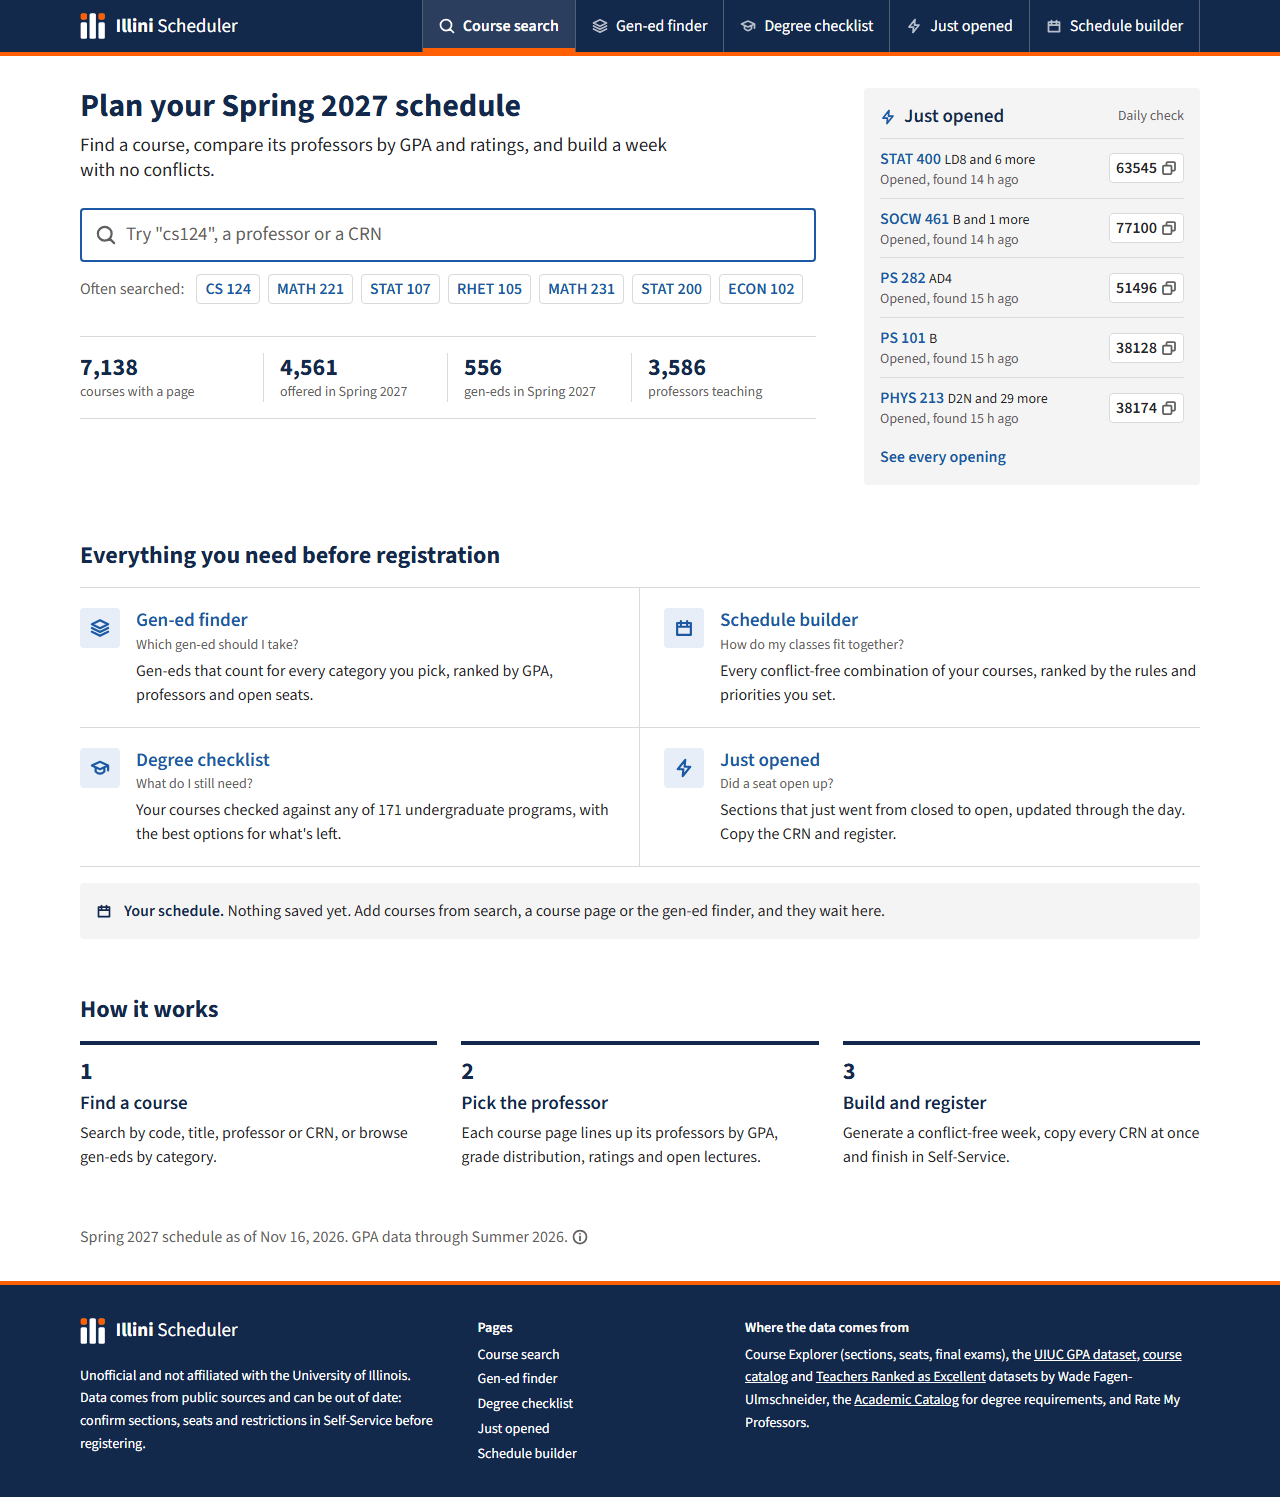 Illini Scheduler
Course search
Gen-ed finder
Degree checklist
Just opened
Schedule builder
Plan your Spring 2027 schedule
Find a course, compare its professors by GPA and ratings, and build a week
with no conflicts.
Try "cs124", a professor or a CRN
Often searched: CS 124 MATH 221 STAT 107 RHET 105 MATH 231 STAT 200 ECON 102
7,138
courses with a page
4,561
offered in Spring 2027
556
gen-eds in Spring 2027
3,586
professors teaching
Just opened
Daily check
STAT 400 LD8 and 6 more
Opened, found 14 h ago
63545
SOCW 461 B and 1 more
Opened, found 14 h ago
77100
PS 282 AD4
Opened, found 15 h ago
51496
PS 101 B
Opened, found 15 h ago
38128
PHYS 213 D2N and 29 more
Opened, found 15 h ago
38174
See every opening
Everything you need before registration
Gen-ed finder
Which gen-ed should I take?
Gen-eds that count for every category you pick, ranked by GPA,
professors and open seats.
Schedule builder
How do my classes fit together?
Every conflict-free combination of your courses, ranked by the rules and
priorities you set.
Degree checklist
What do I still need?
Your courses checked against any of 171 undergraduate programs, with
the best options for what's left.
Just opened
Did a seat open up?
Sections that just went from closed to open, updated through the day.
Copy the CRN and register.
Your schedule. Nothing saved yet. Add courses from search, a course page or the gen-ed finder, and they wait here.
How it works
1
Find a course
Search by code, title, professor or CRN, or browse
gen-eds by category.
2
Pick the professor
Each course page lines up its professors by GPA,
grade distribution, ratings and open lectures.
3
Build and register
Generate a conflict-free week, copy every CRN at once
and finish in Self-Service.
Spring 2027 schedule as of Nov 16, 2026. GPA data through Summer 2026.
Illini Scheduler
Unofficial and not affiliated with the University of Illinois.
Data comes from public sources and can be out of date:
confirm sections, seats and restrictions in Self-Service before
registering.
Pages
Course search
Gen-ed finder
Degree checklist
Just opened
Schedule builder
Where the data comes from
Course Explorer (sections, seats, final exams), the UIUC GPA dataset, course
catalog and Teachers Ranked as Excellent datasets by Wade Fagen-
Ulmschneider, the Academic Catalog for degree requirements, and Rate My
Professors.